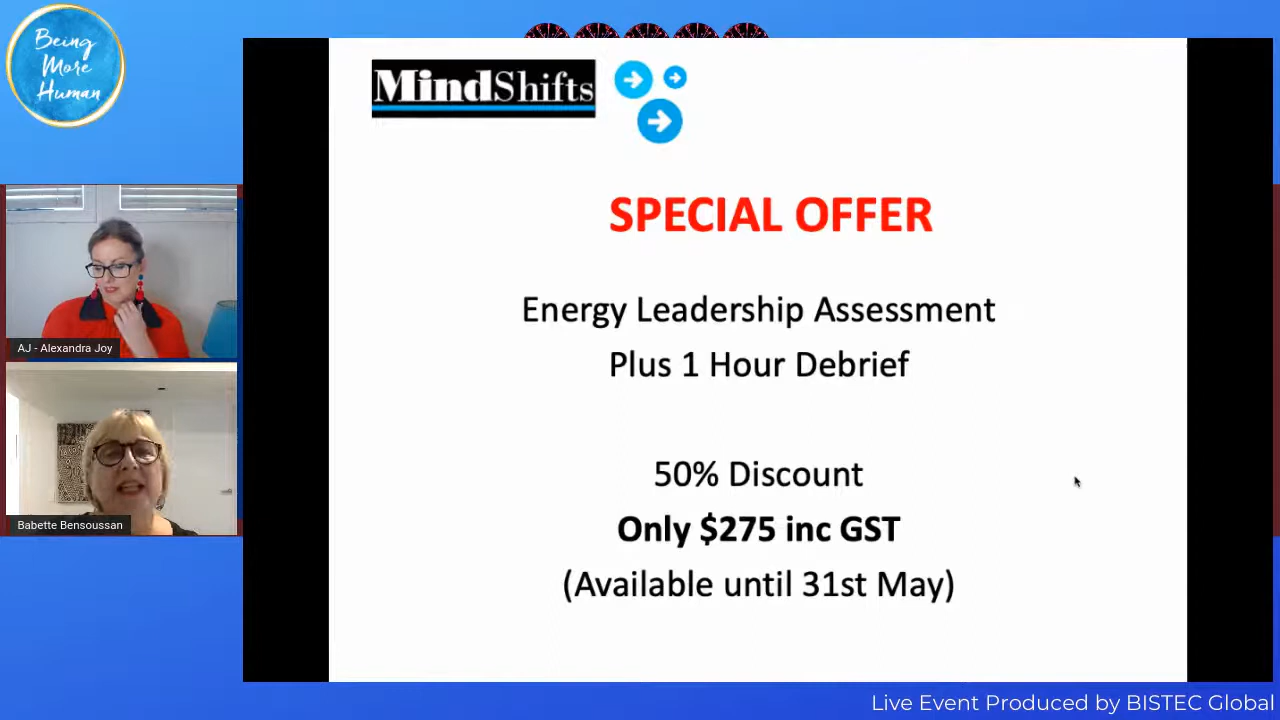 Being
More
Human
MindShifts
SPECIAL OFFER
Energy Leadership Assessment
Plus 1 Hour Debrief
50% Discount
Only $275 inc GST
(Available until 31st May)
AJ - Alexandra Joy
Babette Bensoussan
Live Event Produced by BISTEC Global